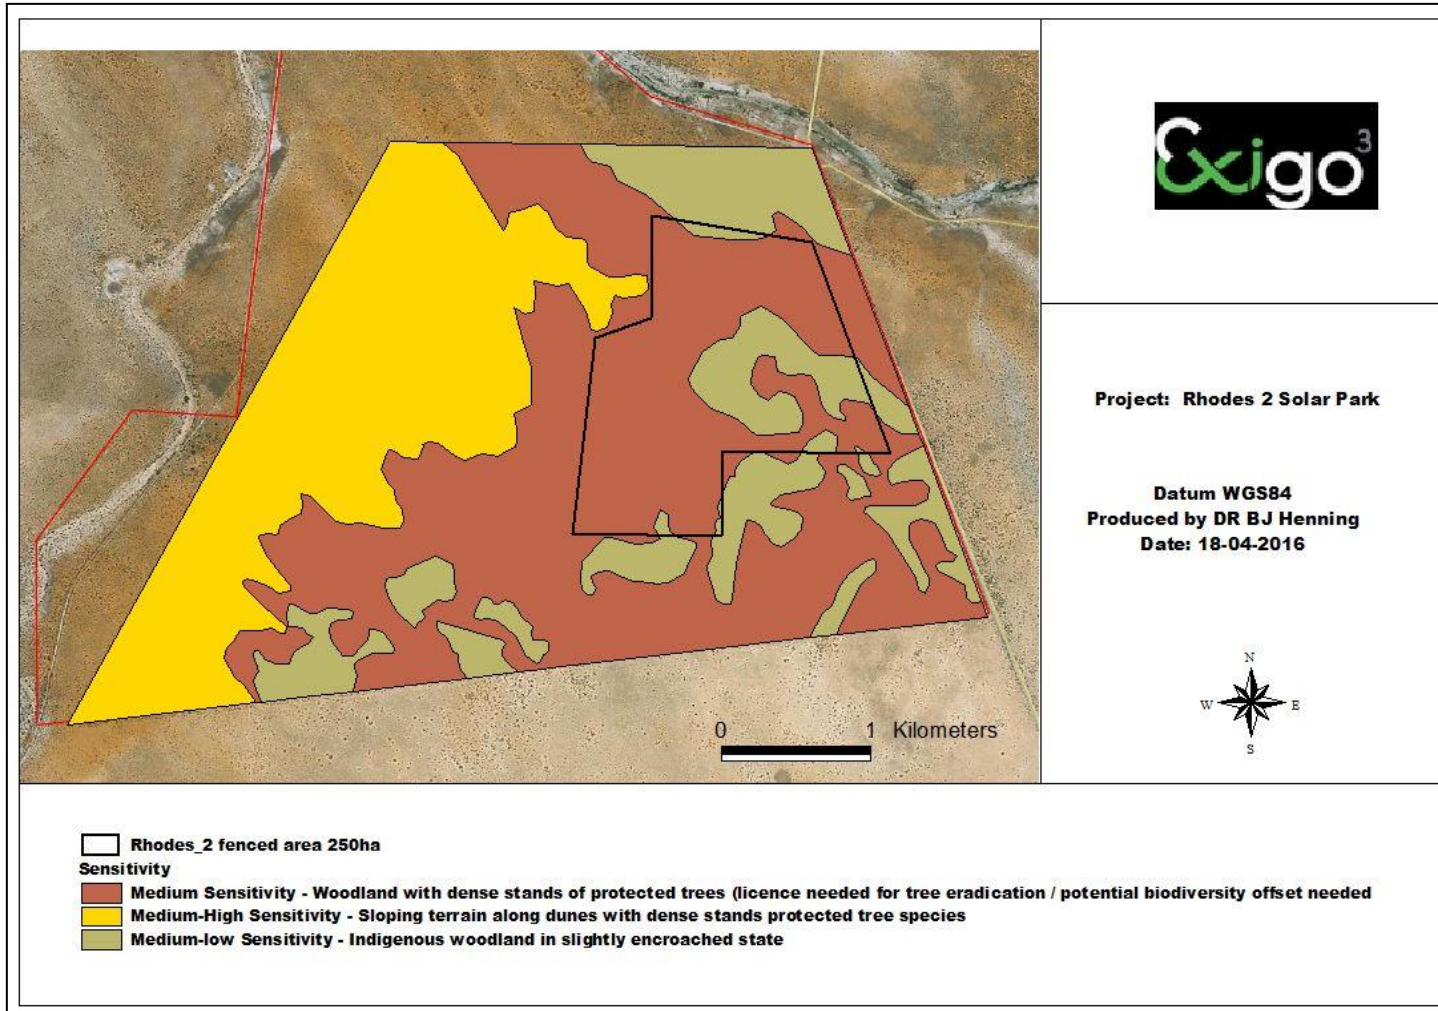 Exigo3
Project: Rhodes 2 Solar Park
Datum WGS84
Produced by DR BJ Henning
Date: 18-04-2016
N
W E
S
0 1 Kilometers
Rhodes_2 fenced area 250ha
Sensitivity
Medium Sensitivity - Woodland with dense stands of protected trees (licence needed for tree eradication / potential biodiversity offset needed
Medium-High Sensitivity - Sloping terrain along dunes with dense stands protected tree species
Medium-low Sensitivity - Indigenous woodland in slightly encroached state